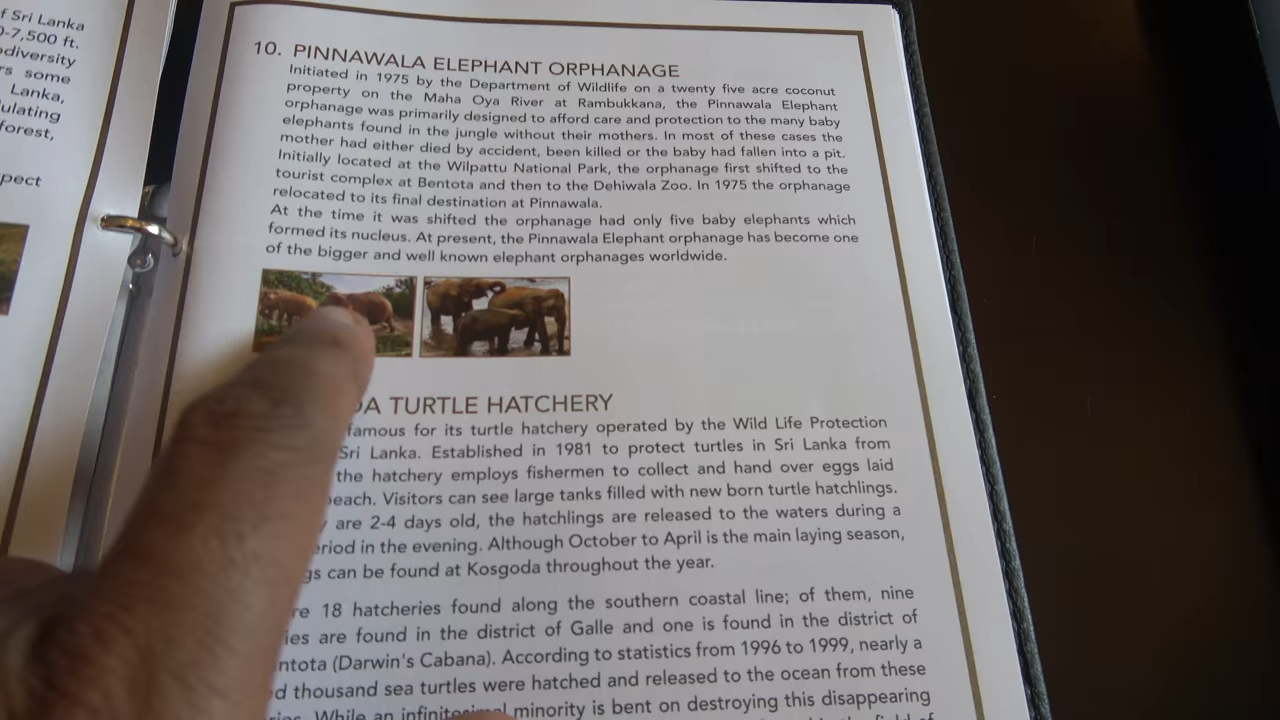 f Sri Lanka
0-7,500 ft.
odiversity
rs some
Lanka,
ulating
forest,
pect
10. PINNAWALA ELEPHANT ORPHANAGE
Initiated in 1975 by the Department of Wildlife on a twenty five acre coconut
property on the Maha Oya River at Rambukkana, the Pinnawala Elephant
orphanage was primarily designed to afford care and protection to the many baby
elephants found in the jungle without their mothers. In most of these cases the
mother had either died by accident, been killed or the baby had fallen into a pit.
Initially located at the Wilpattu National Park, the orphanage first shifted to the
tourist complex at Bentota and then to the Dehiwala Zoo. In 1975 the orphanage
relocated to its final destination at Pinnawala.
At the time it was shifted the orphanage had only five baby elephants which
formed its nucleus. At present, the Pinnawala Elephant orphanage has become one
of the bigger and well known elephant orphanages worldwide.
DA TURTLE HATCHERY
famous for its turtle hatchery operated by the Wild Life Protection
Sri Lanka. Established in 1981 to protect turtles in Sri Lanka from
the hatchery employs fishermen to collect and hand over eggs laid
beach. Visitors can see large tanks filled with new born turtle hatchlings.
are 2-4 days old, the hatchlings are released to the waters during a
eriod in the evening. Although October to April is the main laying season,
gs can be found at Kosgoda throughout the year.
re 18 hatcheries found along the southern coastal line; of them, nine
ies are found in the district of Galle and one is found in the district of
ntota (Darwin's Cabana). According to statistics from 1996 to 1999, nearly a
d thousand sea turtles were hatched and released to the ocean from these
ries. While an infinitesimal minority is bent on destroying this disappearing